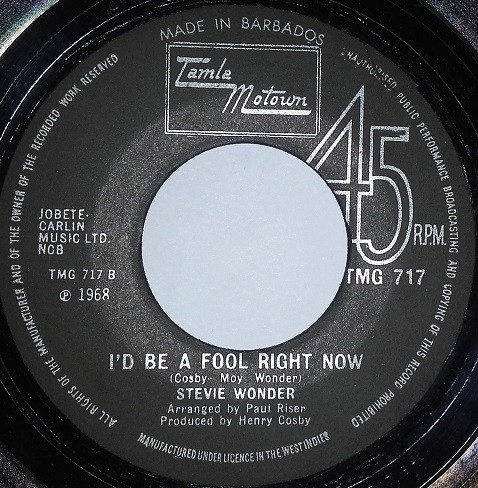 MADE IN BARBADOS
Tamla
Motown
45
R.P.M.
JOBETE-
CARLIN
MUSIC LTD.
NCB
TMG 717 B
℗ 1968
TMG 717
I'D BE A FOOL RIGHT NOW
(Cosby Moy Wonder)
STEVIE WONDER
Arranged by Paul Riser
Produced by Henry Cosby
ALL RIGHTS OF THE MANUFACTURER AND OF THE OWNER OF THE RECORDED WORK RESERVED
UNAUTHORISED PUBLIC PERFORMANCE BROADCASTING AND COPYING OF THIS RECORD PROHIBITED
MANUFACTURED UNDER LICENCE IN THE WEST INDIES